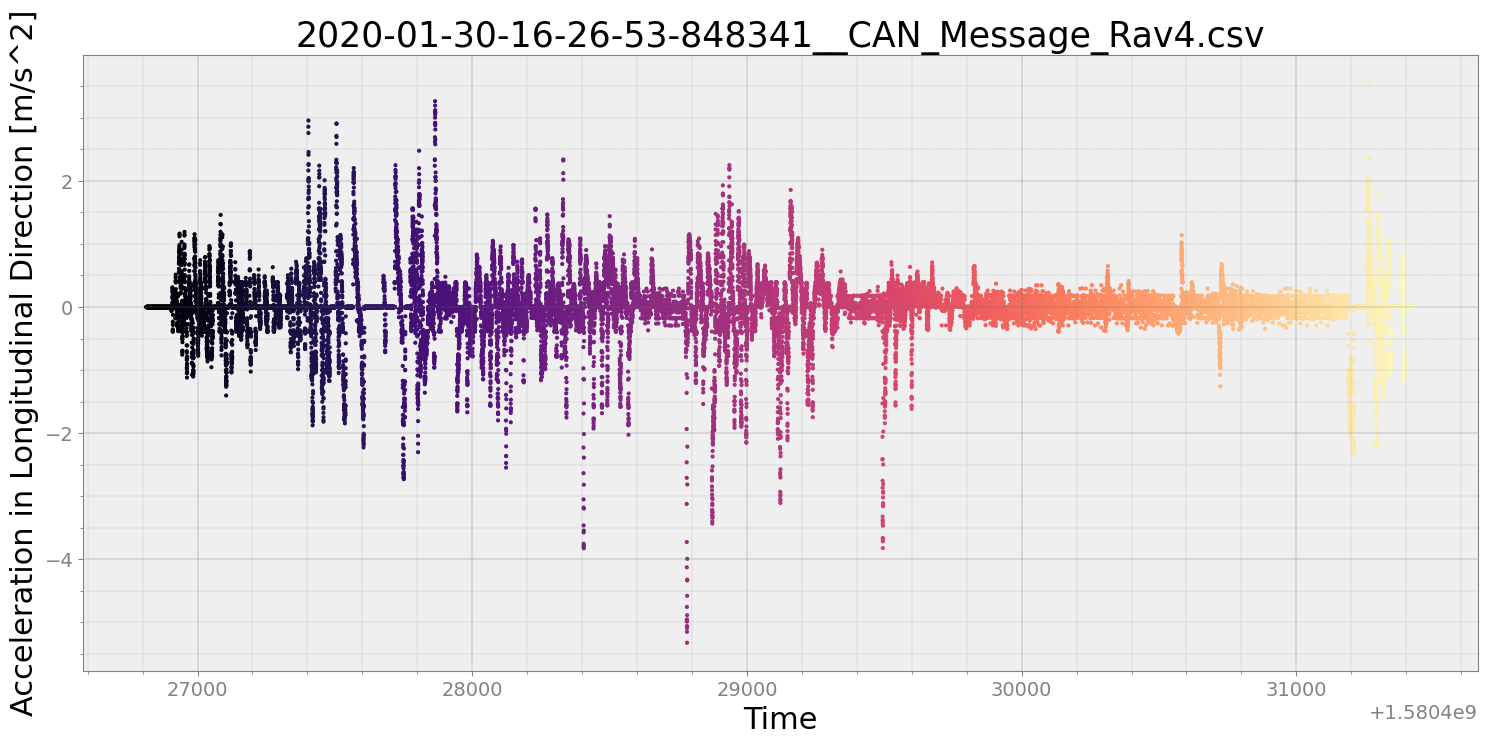 2020-01-30-16-26-53-848341__CAN_Message_Rav4.csv
Acceleration in Longitudinal Direction [m/s^2]
2
0
−2
−4
27000
28000
29000
30000
31000
+1.5804e9
Time